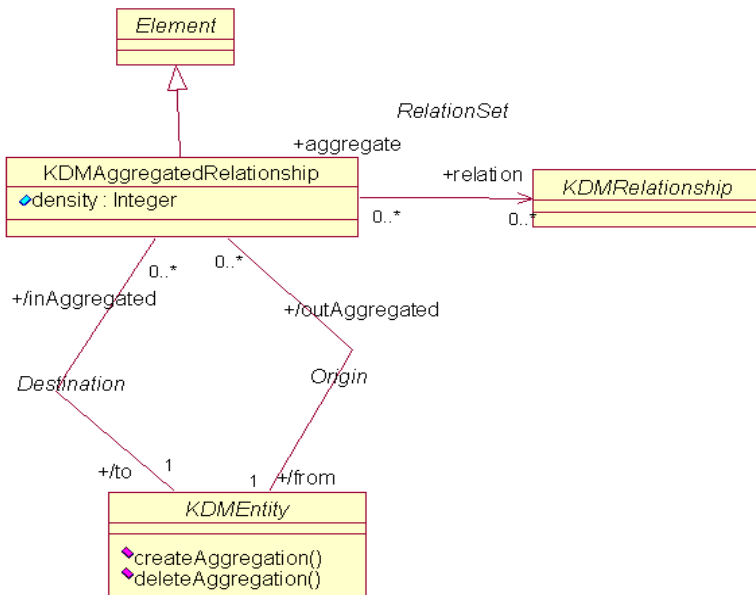 Element
RelationSet
+aggregate
KDMAggregatedRelationship
+relation
KDMRelationship
density : Integer
0..*
0..*
0..*
0..*
+/inAggregated
+/outAggregated
Destination
Origin
+/to
1
1
+/from
KDMEntity
createAggregation()
deleteAggregation()